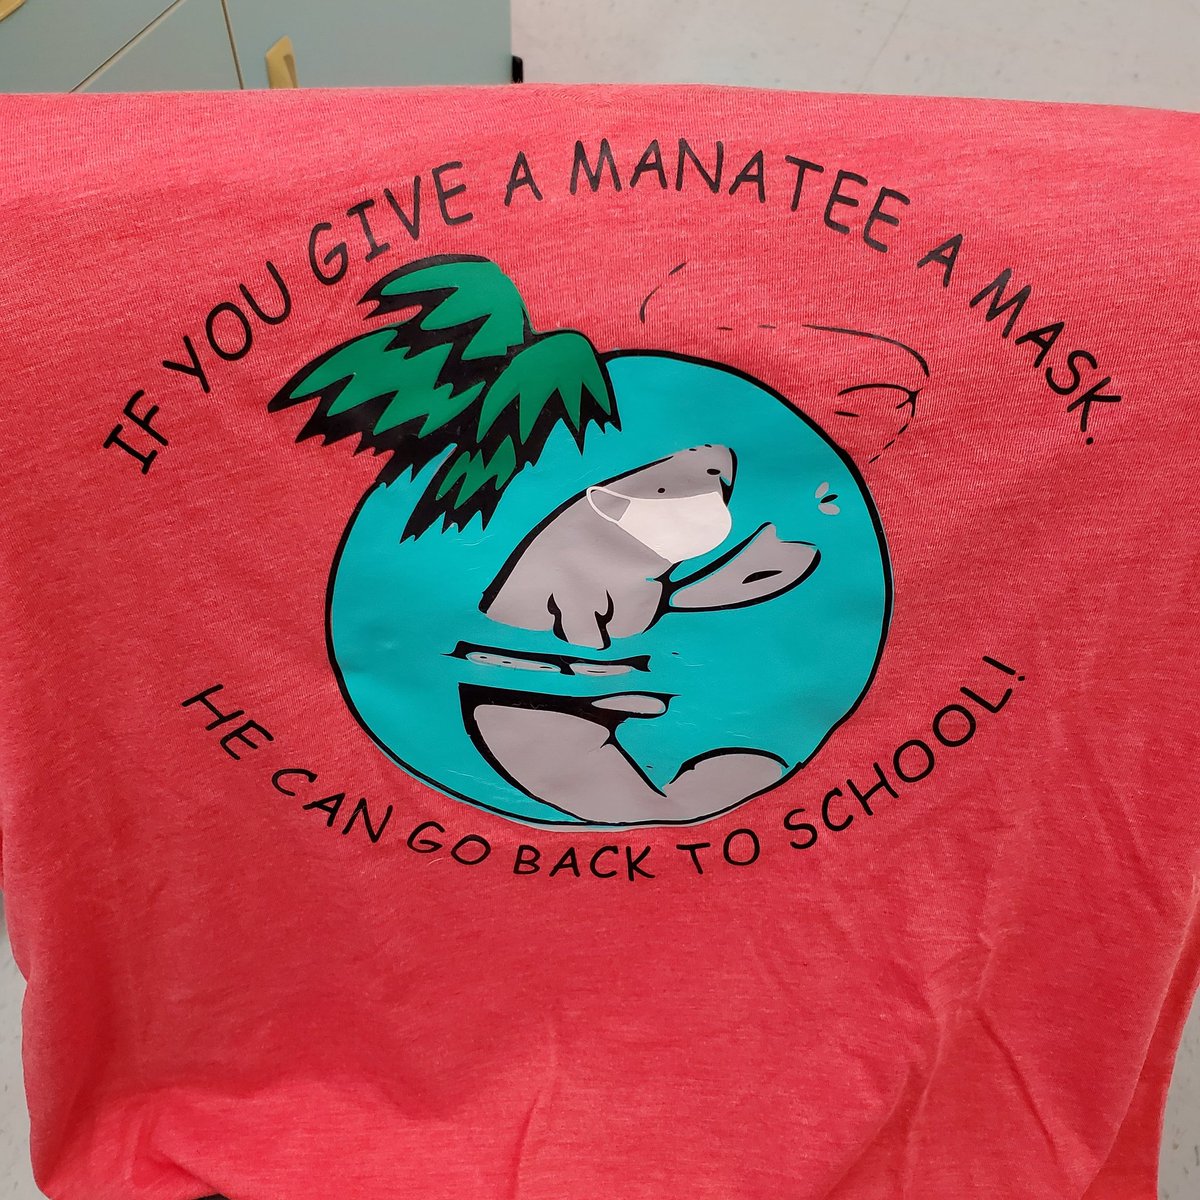 IF YOU GIVE A MANATEE A MASK.
HE CAN GO BACK TO SCHOOL!